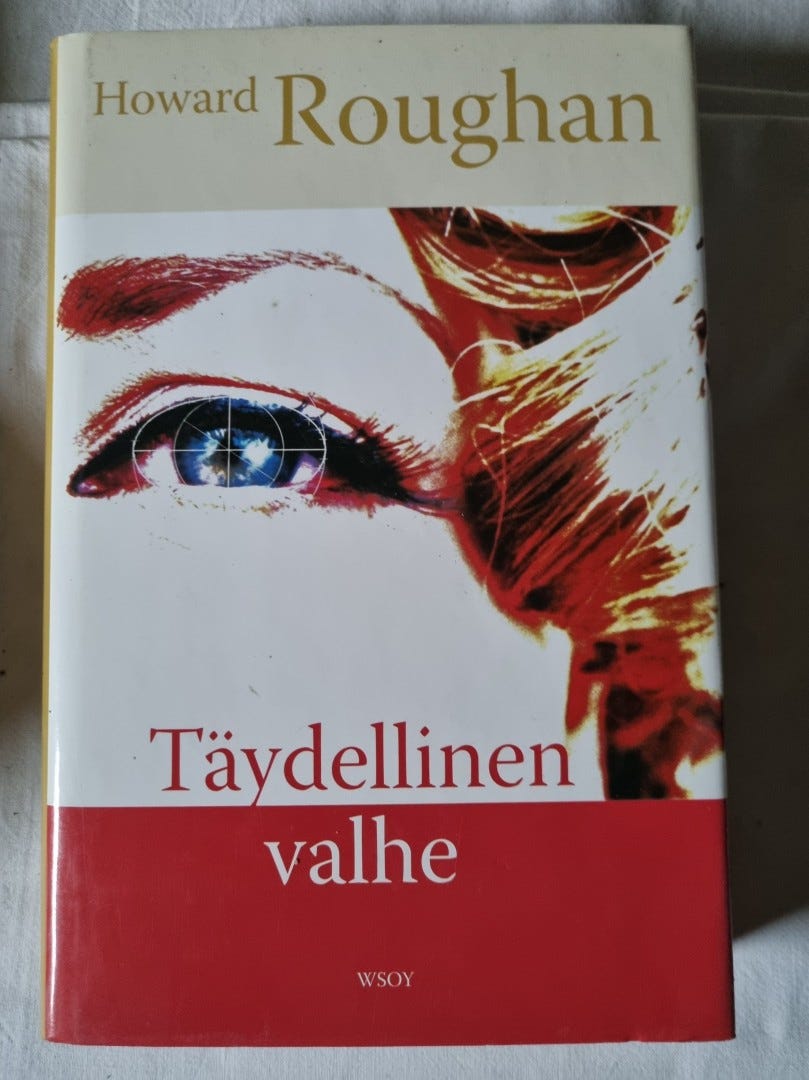 Howard Roughan
Täydellinen
valhe
WSOY